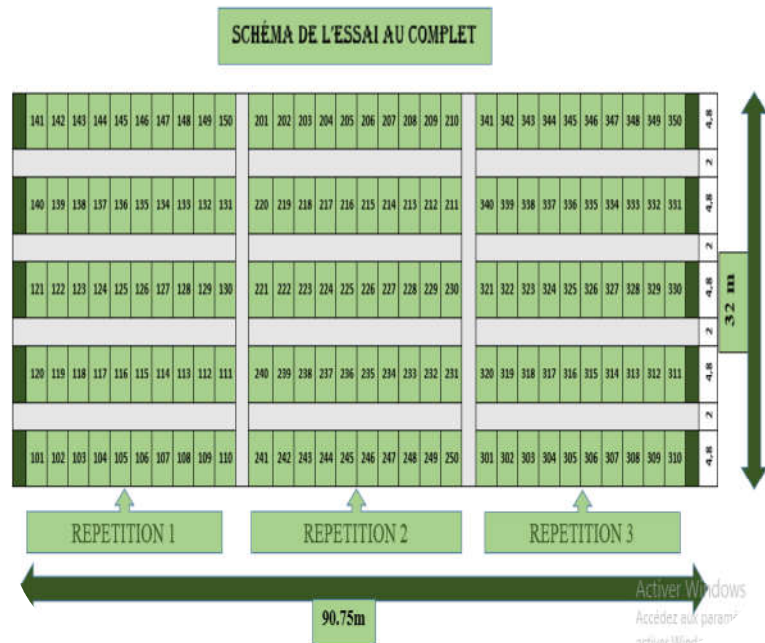 SCHÉMA DE L'ESSAI AU COMPLET
141 142 143 144 145 146 147 148 149 150 201 202 203 204 205 206 207 208 209 210 341 342 343 344 345 346 347 348 349 350 4,8
2
140 139 138 137 136 135 134 133 132 131 220 219 218 217 216 215 214 213 212 211 340 339 338 337 336 335 334 333 332 331 4,8
2
121 122 123 124 125 126 127 128 129 130 221 222 223 224 225 226 227 228 229 230 321 322 323 324 325 326 327 328 329 330 4,8
32 m
2
120 119 118 117 116 115 114 113 112 111 240 239 238 237 236 235 234 233 232 231 320 319 318 317 316 315 314 313 312 311 4,8
2
101 102 103 104 105 106 107 108 109 110 241 242 243 244 245 246 247 248 249 250 301 302 303 304 305 306 307 308 309 310 4,8
REPETITION 1 REPETITION 2 REPETITION 3
90.75m
Activer Windows
Accédez aux paramè
activer Windo